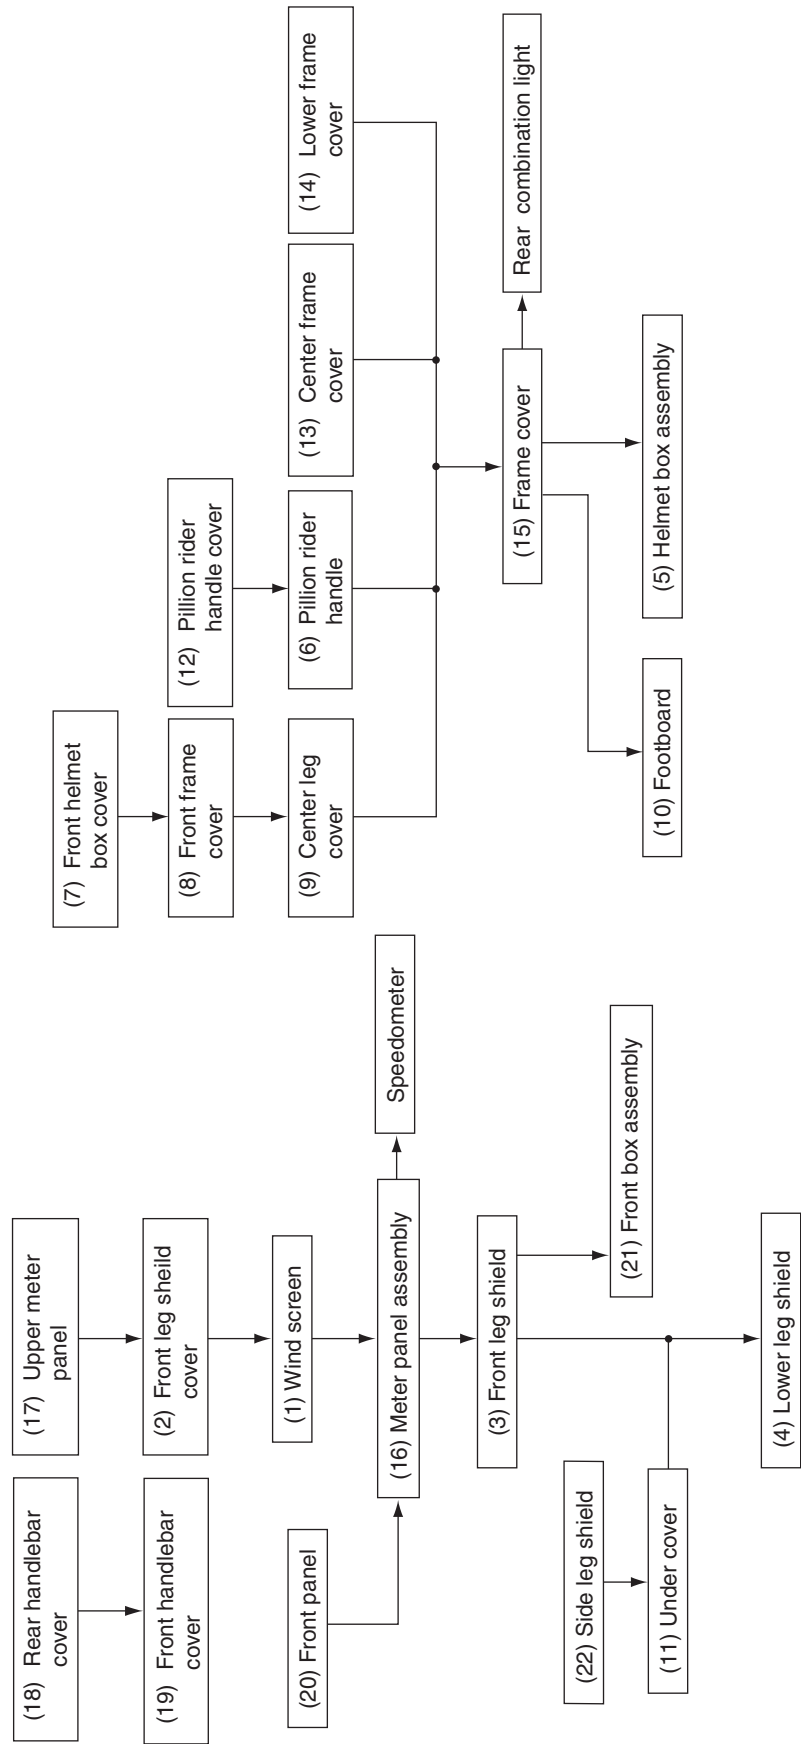 (18) Rear handlebar
cover
(19) Front handlebar
cover
(17) Upper meter
panel
(2) Front leg sheild
cover
(1) Wind screen
(20) Front panel
(16) Meter panel assembly
Speedometer
(3) Front leg shield
(21) Front box assembly
(22) Side leg shield
(11) Under cover
(4) Lower leg shield
(7) Front helmet
box cover
(8) Front frame
cover
(9) Center leg
cover
(12) Pillion rider
handle cover
(6) Pillion rider
handle
(13) Center frame
cover
(14) Lower frame
cover
(15) Frame cover
Rear combination light
(10) Footboard
(5) Helmet box assembly